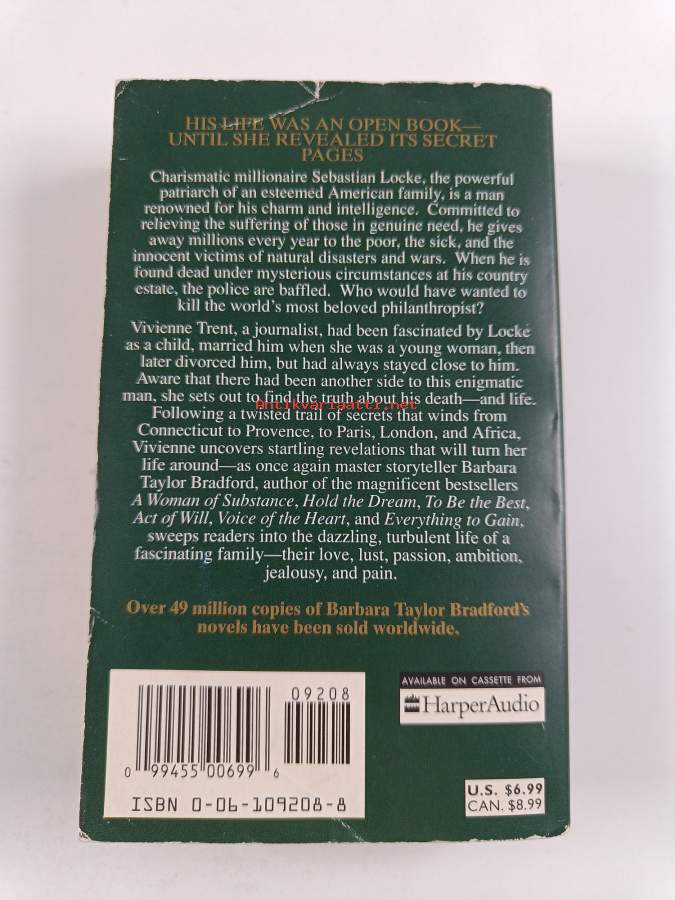 HIS LIFE WAS AN OPEN BOOK—
UNTIL SHE REVEALED ITS SECRET
PAGES
Charismatic millionaire Sebastian Locke, the powerful
patriarch of an esteemed American family, is a man
renowned for his charm and intelligence. Committed to
relieving the suffering of those in genuine need, he gives
away millions every year to the poor, the sick, and the
innocent victims of natural disasters and wars. When he is
found dead under mysterious circumstances at his country
estate, the police are baffled. Who would have wanted to
kill the world's most beloved philanthropist?
Vivienne Trent, a journalist, had been fascinated by Locke
as a child, married him when she was a young woman, then
later divorced him, but had always stayed close to him.
Aware that there had been another side to this enigmatic
man, she sets out to find the truth about his death—and life.
Antikvariaatti.net
Following a twisted trail of secrets that winds from
Connecticut to Provence, to Paris, London, and Africa,
Vivienne uncovers startling revelations that will turn her
life around—as once again master storyteller Barbara
Taylor Bradford, author of the magnificent bestsellers
A Woman of Substance, Hold the Dream, To Be the Best,
Act of Will, Voice of the Heart, and Everything to Gain,
sweeps readers into the dazzling, turbulent life of a
fascinating family—their love, lust, passion, ambition,
jealousy, and pain.
Over 49 million copies of Barbara Taylor Bradford's
novels have been sold worldwide.
09208
0 99455 00699 6
ISBN 0-06-109208-8
AVAILABLE ON CASSETTE FROM
HarperAudio
U.S. $6.99
CAN. $8.99